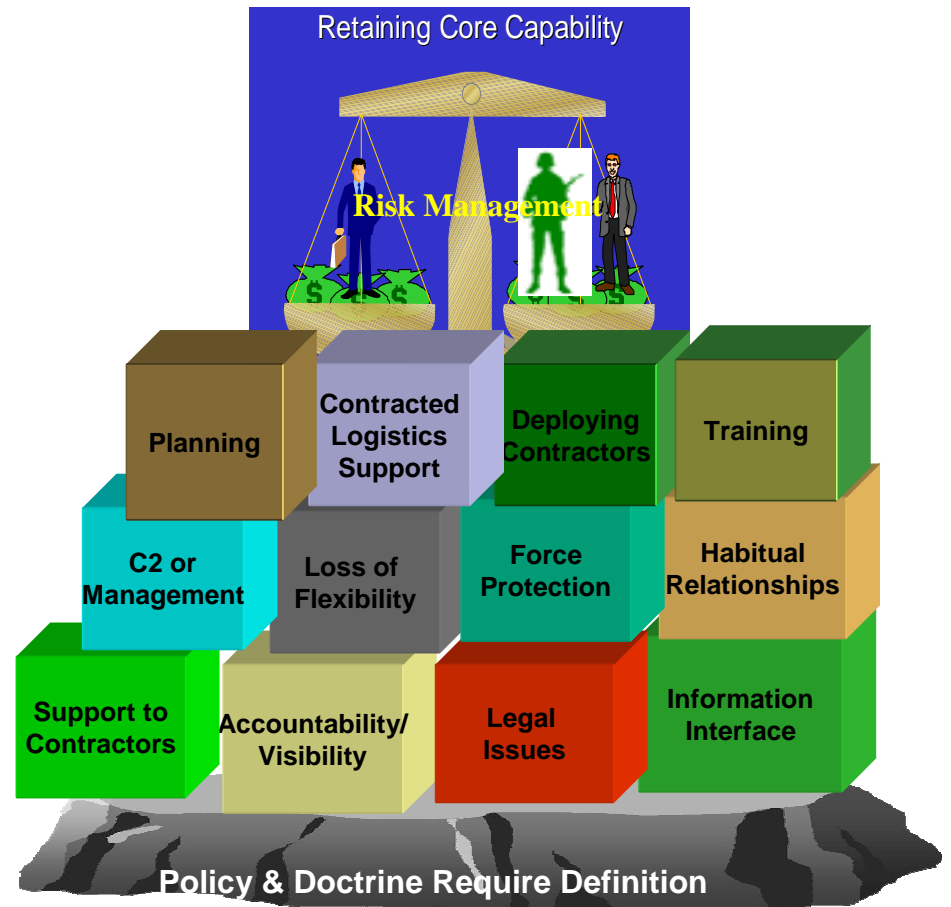 Retaining Core Capability
Risk Management
$ $ $ $ $
Planning
Contracted
Logistics
Support
Deploying
Contractors
Training
C2 or
Management
Loss of
Flexibility
Force
Protection
Habitual
Relationships
Support to
Contractors
Accountability/
Visibility
Legal
Issues
Information
Interface
Policy & Doctrine Require Definition